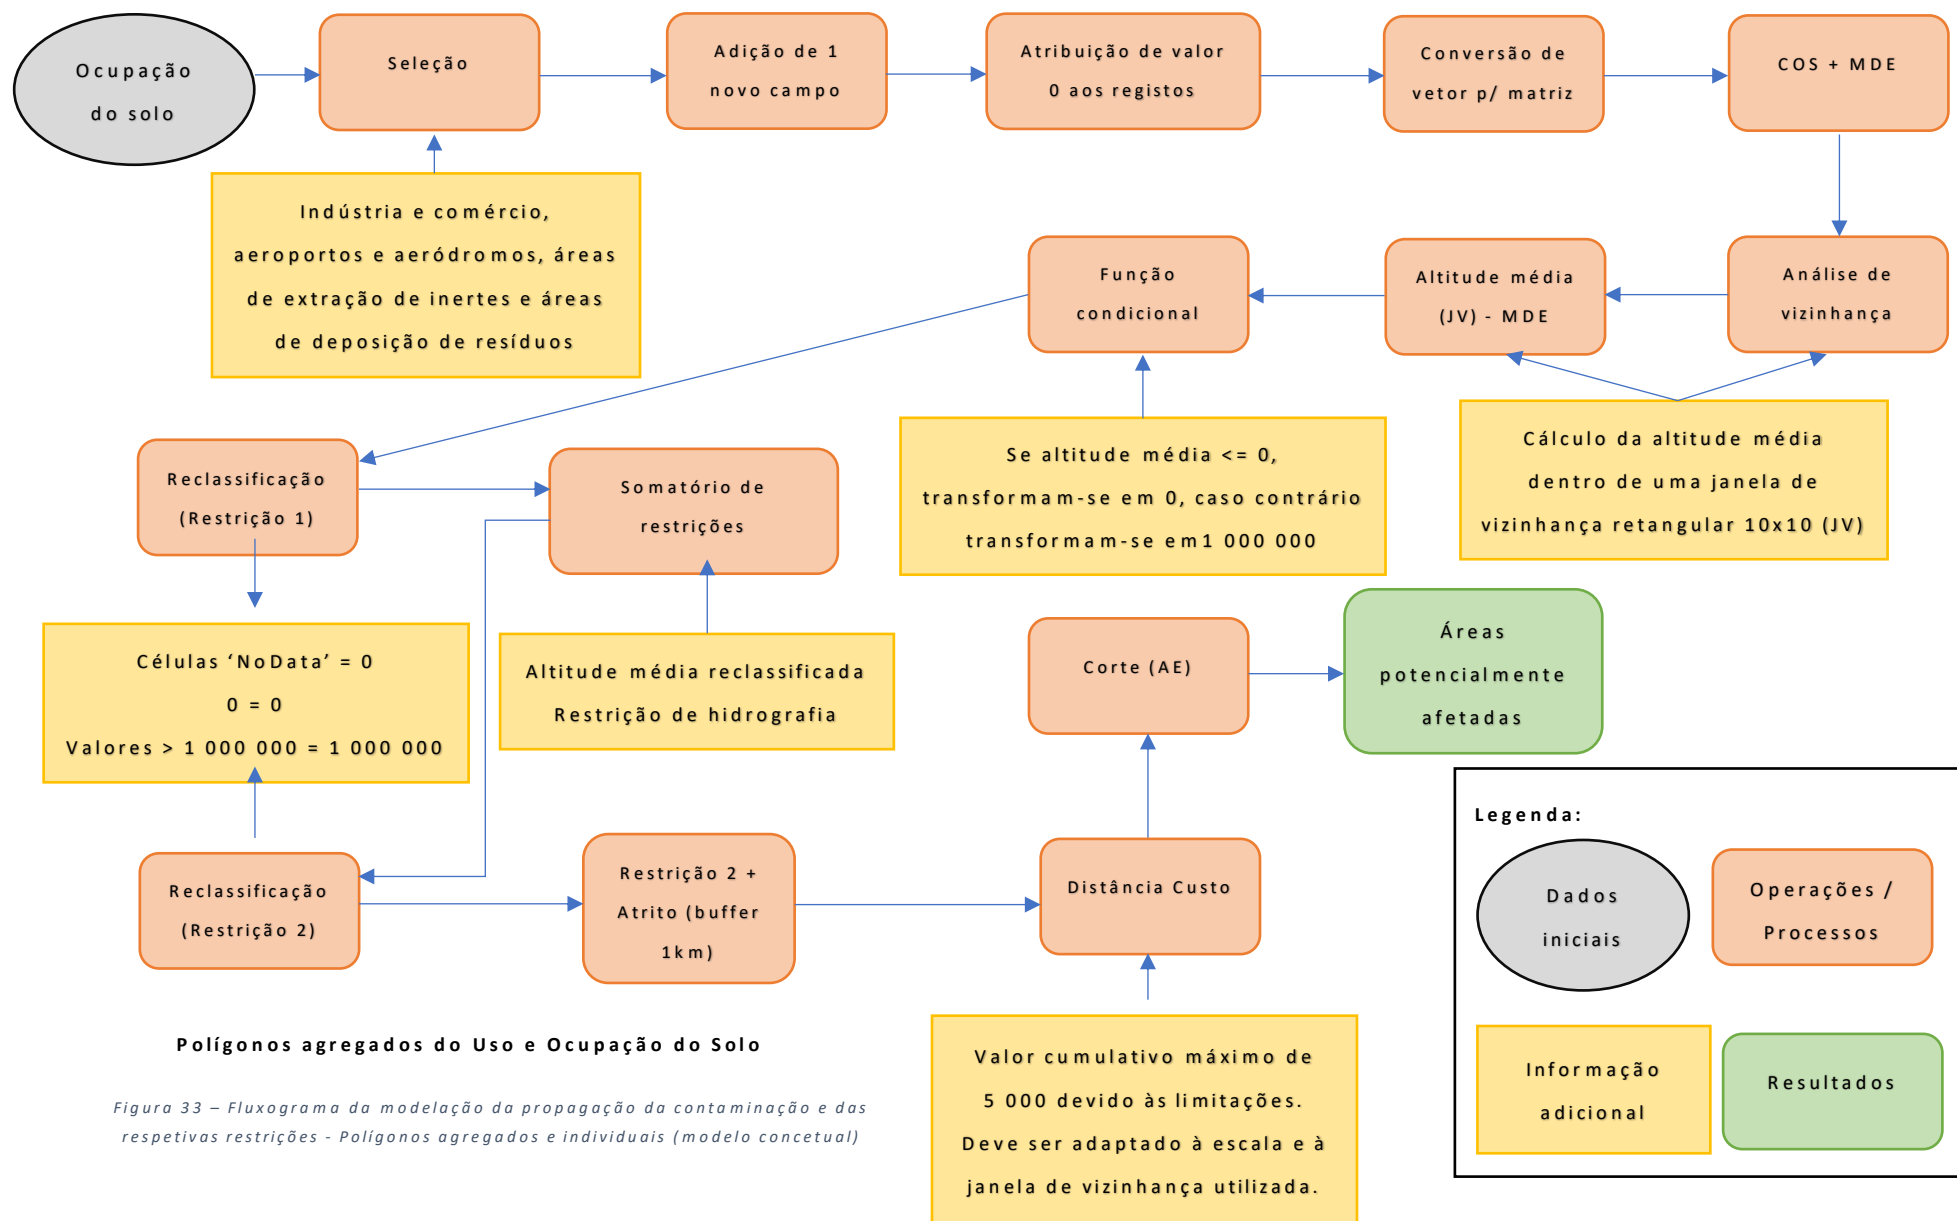 Ocupação
do solo
Seleção
Adição de 1
novo campo
Atribuição de valor
0 aos registos
Conversão de
vetor p/ matriz
COS + MDE
Indústria e comércio,
aeroportos e aeródromos, áreas
de extração de inertes e áreas
de deposição de resíduos
Função
condicional
Altitude média
(JV) - MDE
Análise de
vizinhança
Se altitude média <= 0,
transformam-se em 0, caso contrário
transformam-se em1 000 000
Cálculo da altitude média
dentro de uma janela de
vizinhança retangular 10x10 (JV)
Reclassificação
(Restrição 1)
Somatório de
restrições
Células ‘NoData’ = 0
0 = 0
Valores > 1 000 000 = 1 000 000
Altitude média reclassificada
Restrição de hidrografia
Corte (AE)
Áreas
potencialmente
afetadas
Reclassificação
(Restrição 2)
Restrição 2 +
Atrito (buffer
1km)
Distância Custo
Valor cumulativo máximo de
5 000 devido às limitações.
Deve ser adaptado à escala e à
janela de vizinhança utilizada.
Legenda:
Dados
iniciais
Operações /
Processos
Informação
adicional
Resultados
Polígonos agregados do Uso e Ocupação do Solo
Figura 33 – Fluxograma da modelação da propagação da contaminação e das
respetivas restrições - Polígonos agregados e individuais (modelo concetual)